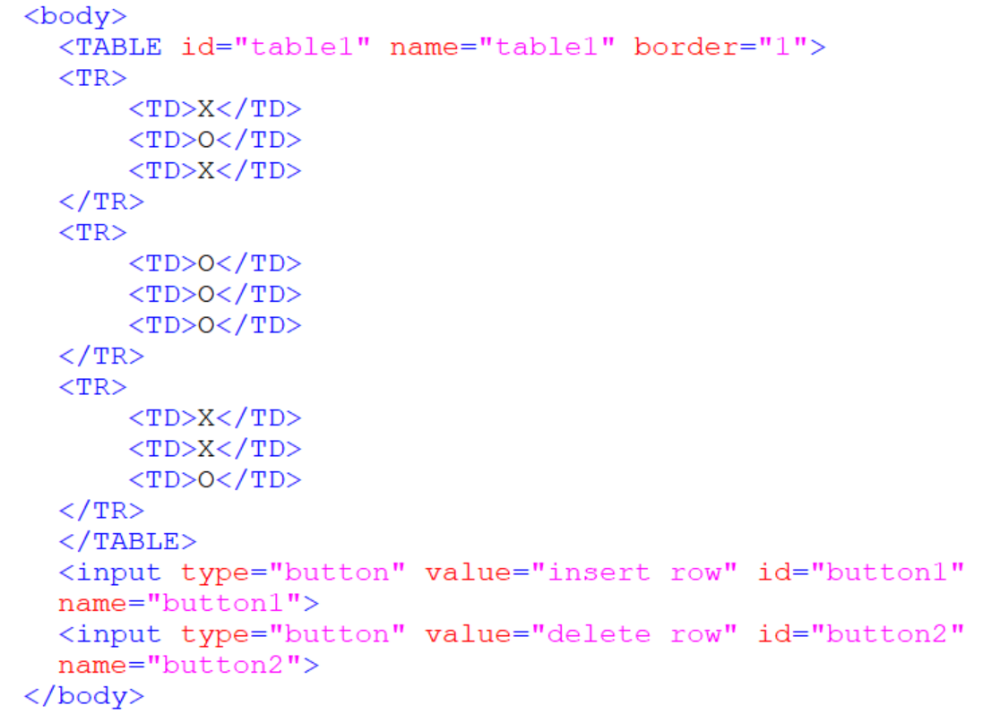 <body>
<TABLE id="table1" name="table1" border="1">
<TR>
<TD>X</TD>
<TD>O</TD>
<TD>X</TD>
</TR>
<TR>
<TD>O</TD>
<TD>O</TD>
<TD>O</TD>
</TR>
<TR>
<TD>X</TD>
<TD>X</TD>
<TD>O</TD>
</TR>
</TABLE>
<input type="button" value="insert row" id="button1"
name="button1">
<input type="button" value="delete row" id="button2"
name="button2">
</body>